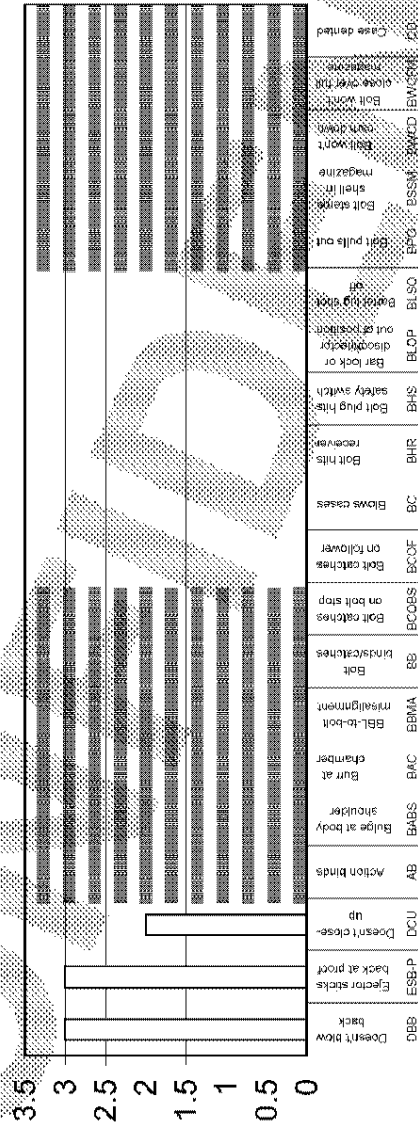 3.5
3
2.5
2
1.5
1
0.5
0
Doesn't blow
back
DBB
Ejector sticks
back at proof
ESB-P
Doesn't close-
up
DCU
Action binds
AB
Bulge at body
shoulder
BABS
Burr at
chamber
BAC
BBL-to-bolt
misalignment
BBMA
Bolt
binds/catches
BB
Bolt catches
on bolt stop
BCOBS
Bolt catches
on follower
BCOF
Blows cases
BC
Bolt hits
receiver
BHR
Bolt plug hits
safety switch
BHS
Bar lock or
disconnector
out of position
BLOP
Barrel lug shot
off
BLSO
Bolt pulls out
BPO
Bolt stems
shell in
magazine
BSSM
Bolt won't
cam down
BWCD
Bolt won't
close over full
magazine
Case dented
CD